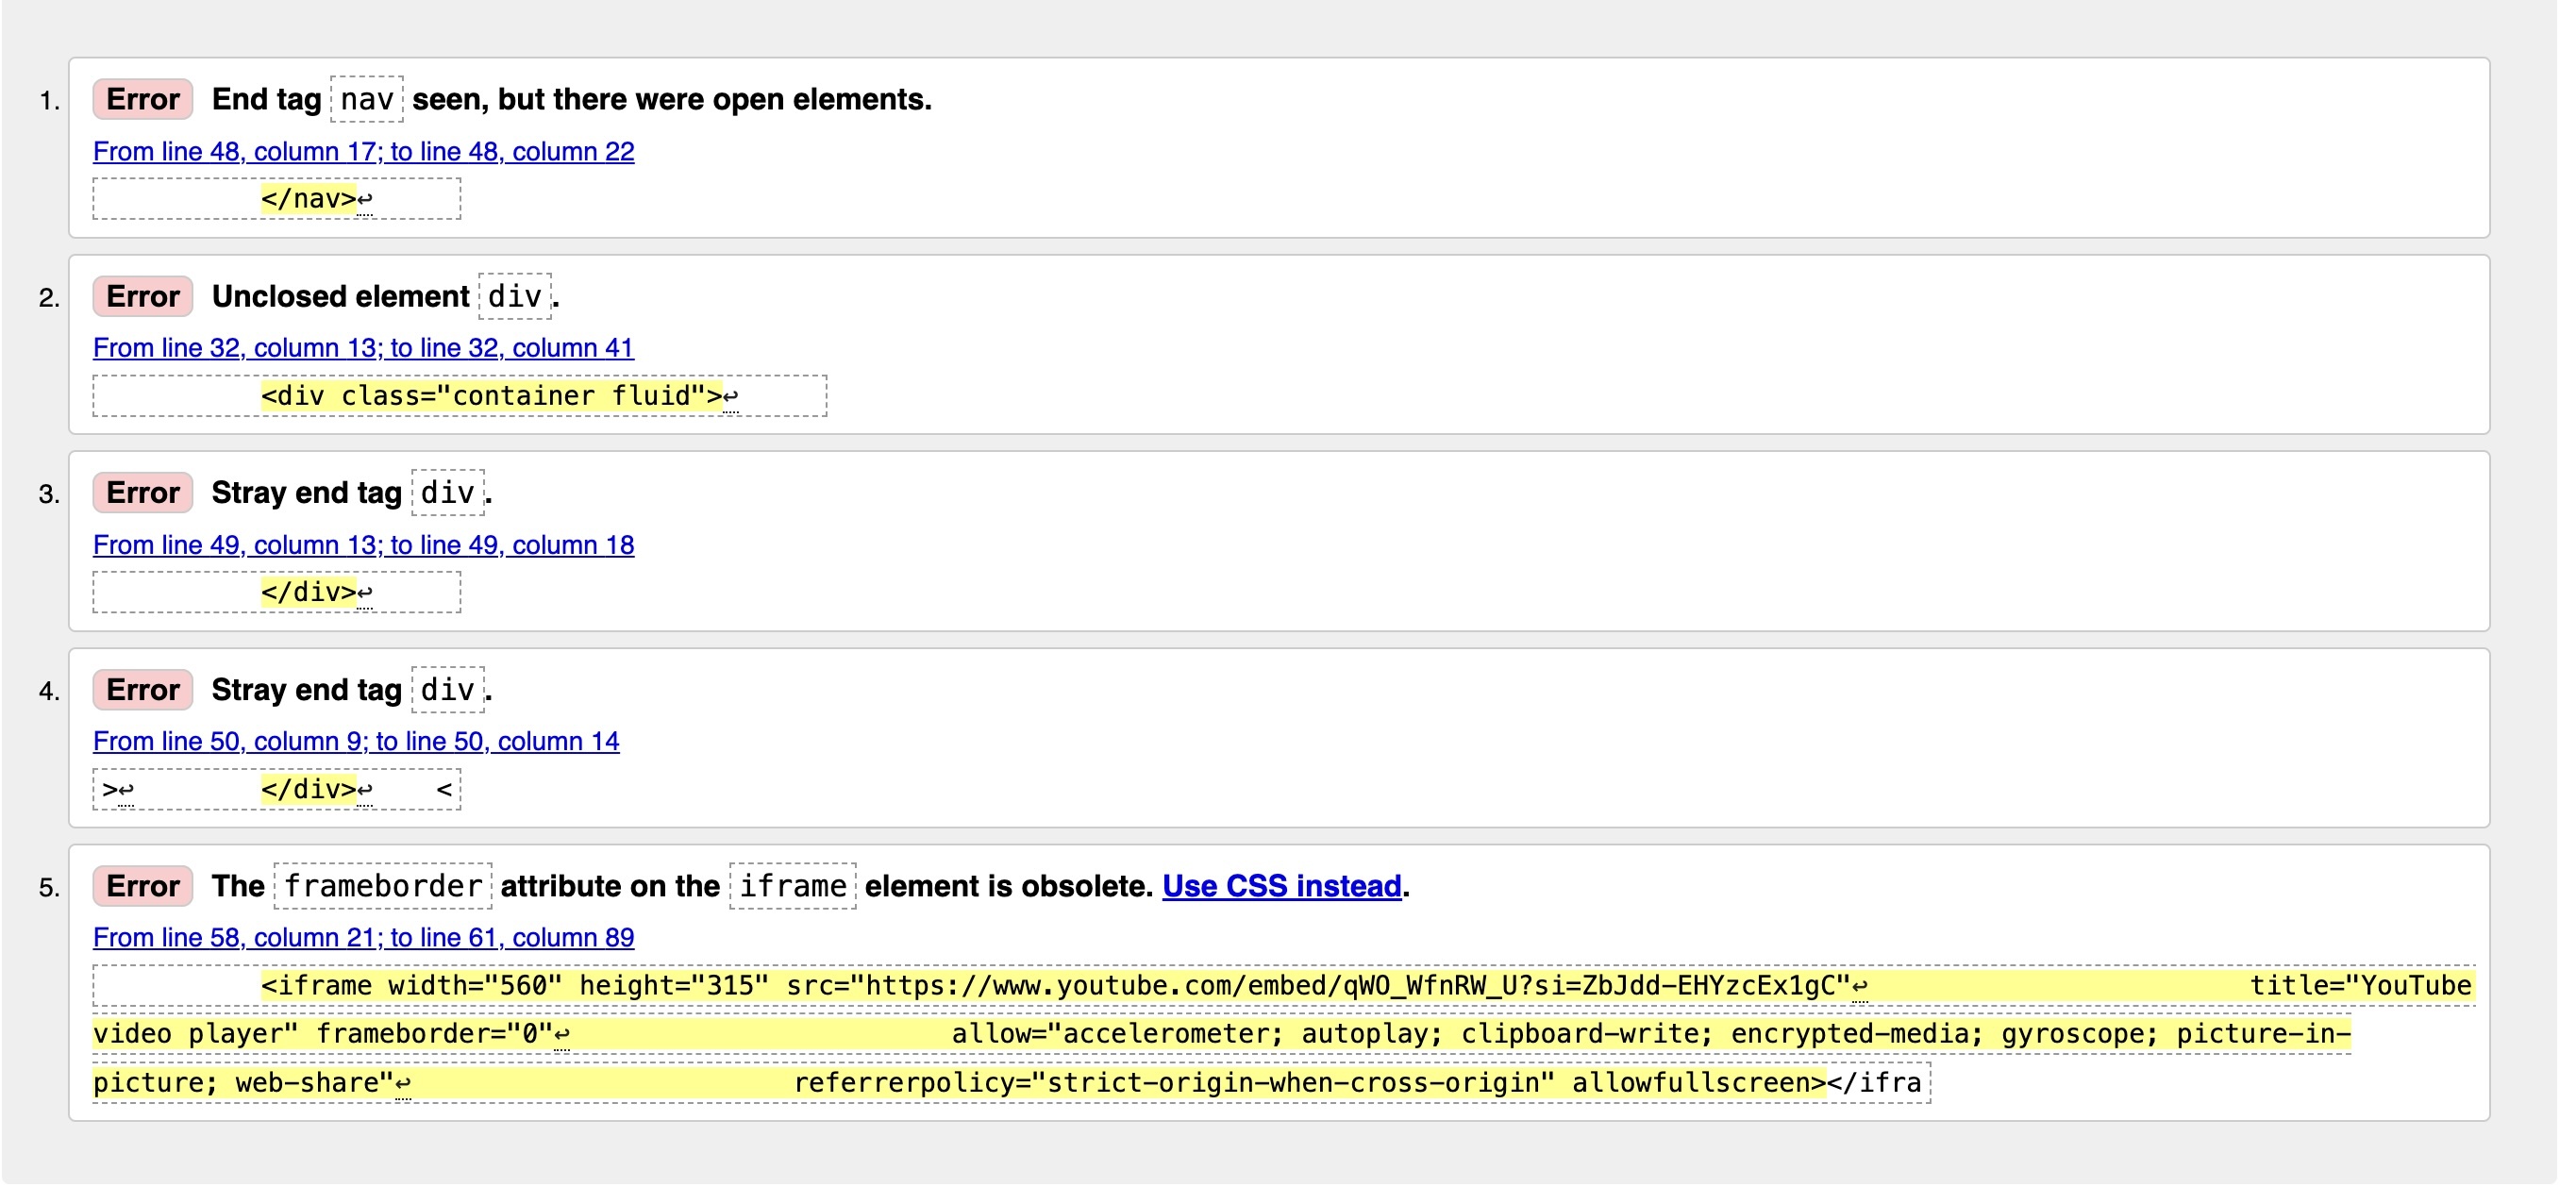 1. Error End tag nav seen, but there were open elements.
From line 48, column 17; to line 48, column 22
</nav>↩
2. Error Unclosed element div.
From line 32, column 13; to line 32, column 41
<div class="container fluid">↩
3. Error Stray end tag div.
From line 49, column 13; to line 49, column 18
</div>↩
4. Error Stray end tag div.
From line 50, column 9; to line 50, column 14
>↩ </div>↩ <
5. Error The frameborder attribute on the iframe element is obsolete. Use CSS instead.
From line 58, column 21; to line 61, column 89
<iframe width="560" height="315" src="https://www.youtube.com/embed/qWO_WfnRW_U?si=ZbJdd-EHYzcEx1gC"↩ title="YouTube
video player" frameborder="0"↩ allow="accelerometer; autoplay; clipboard-write; encrypted-media; gyroscope; picture-in-
picture; web-share"↩ referrerpolicy="strict-origin-when-cross-origin" allowfullscreen></ifra